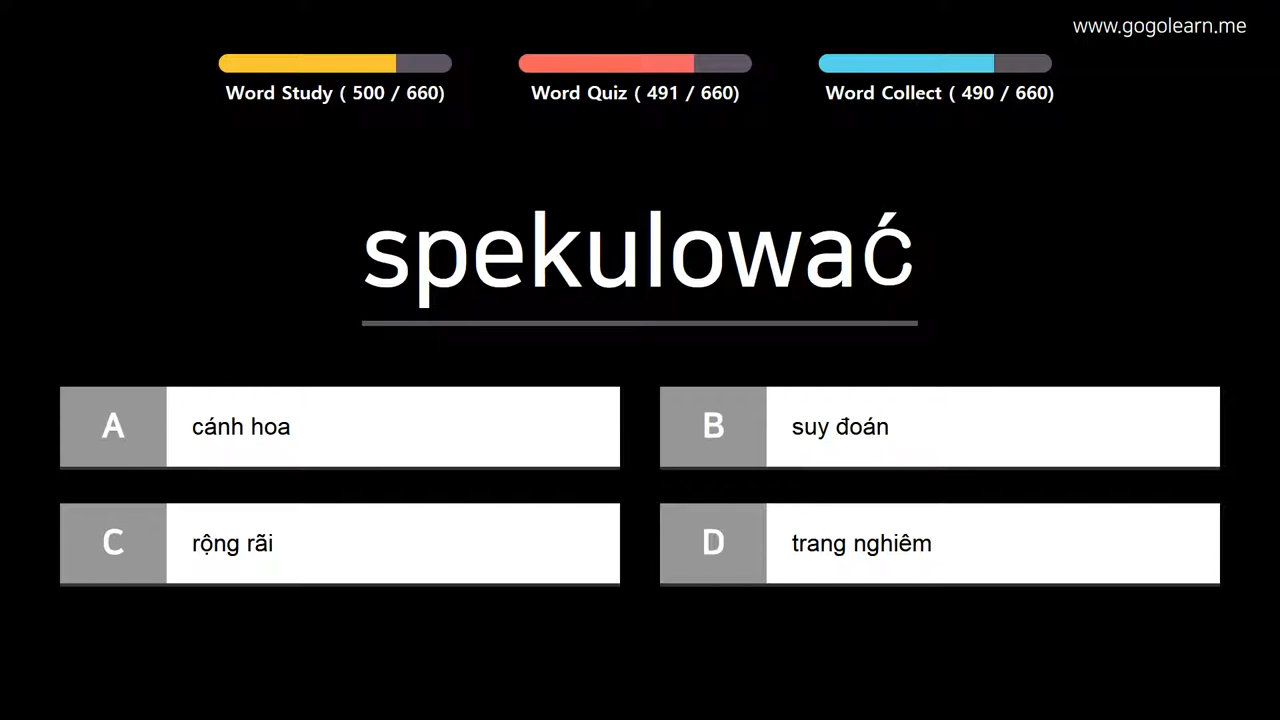 www.gogolearn.me
Word Study ( 500 / 660)
Word Quiz ( 491 / 660)
Word Collect ( 490 / 660)
spekulować
A cánh hoa
B suy đoán
C rộng rãi
D trang nghiêm